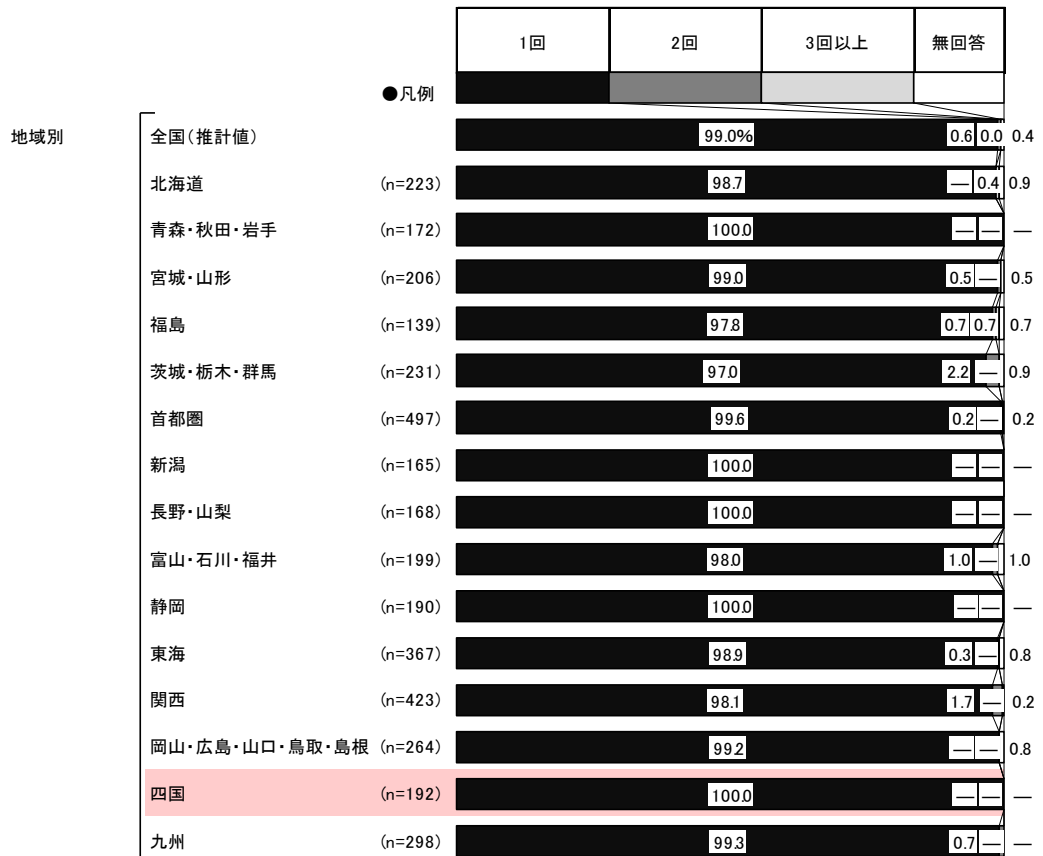 1回 2回 3回以上 無回答
●凡例
地域別 全国(推計値) 99.0% 0.6 0.0 0.4
北海道 (n=223) 98.7 — 0.4 0.9
青森・秋田・岩手 (n=172) 100.0 — — —
宮城・山形 (n=206) 99.0 0.5 — 0.5
福島 (n=139) 97.8 0.7 0.7 0.7
茨城・栃木・群馬 (n=231) 97.0 2.2 — 0.9
首都圏 (n=497) 99.6 0.2 — 0.2
新潟 (n=165) 100.0 — — —
長野・山梨 (n=168) 100.0 — — —
富山・石川・福井 (n=199) 98.0 1.0 — 1.0
静岡 (n=190) 100.0 — — —
東海 (n=367) 98.9 0.3 — 0.8
関西 (n=423) 98.1 1.7 — 0.2
岡山・広島・山口・鳥取・島根 (n=264) 99.2 — — 0.8
四国 (n=192) 100.0 — — —
九州 (n=298) 99.3 0.7 — —